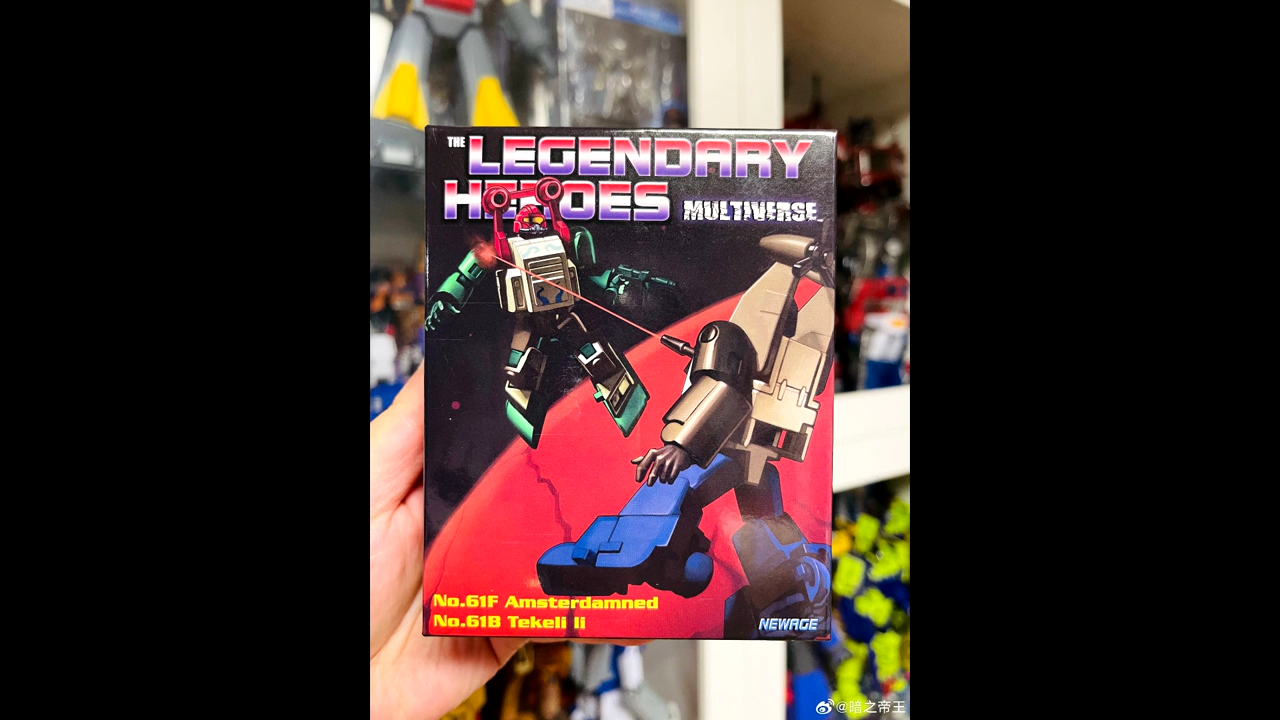 THE LEGENDARY
HEROES MULTIVERSE
No.61F Amsterdamned
No.61B Tekeli li
NEWAGE
@暗之帝王